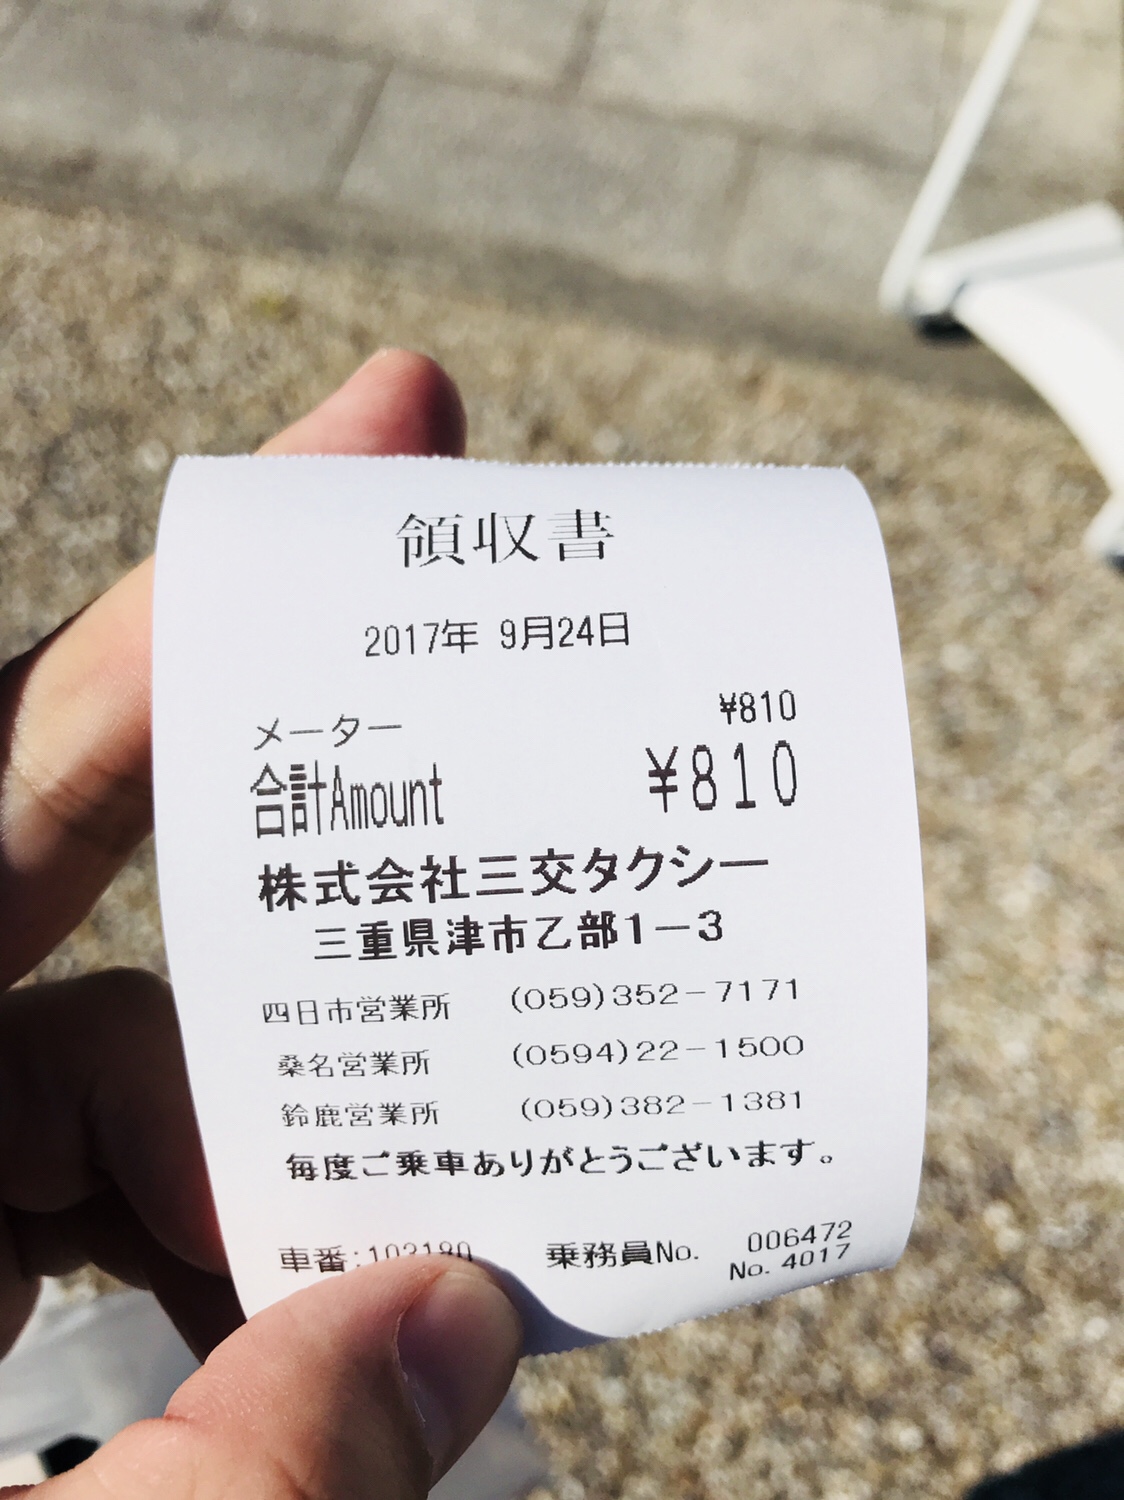 領収書
2017年 9月24日
メーター ¥810
合計Amount ¥810
株式会社三交タクシー
三重県津市乙部1-3
四日市営業所 (059)352-7171
桑名営業所 (0594)22-1500
鈴鹿営業所 (059)382-1381
毎度ご乗車ありがとうございます。
車番: 乗務員No. 006472
No. 4017